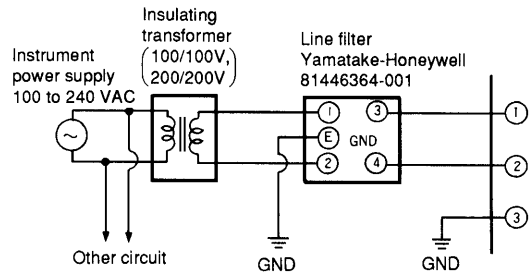 Insulating
transformer
(100/100V,
200/200V)
Instrument
power supply
100 to 240 VAC
Line filter
Yamatake-Honeywell
81446364-001
1
3
E
GND
2
4
1
2
3
Other circuit
GND
GND